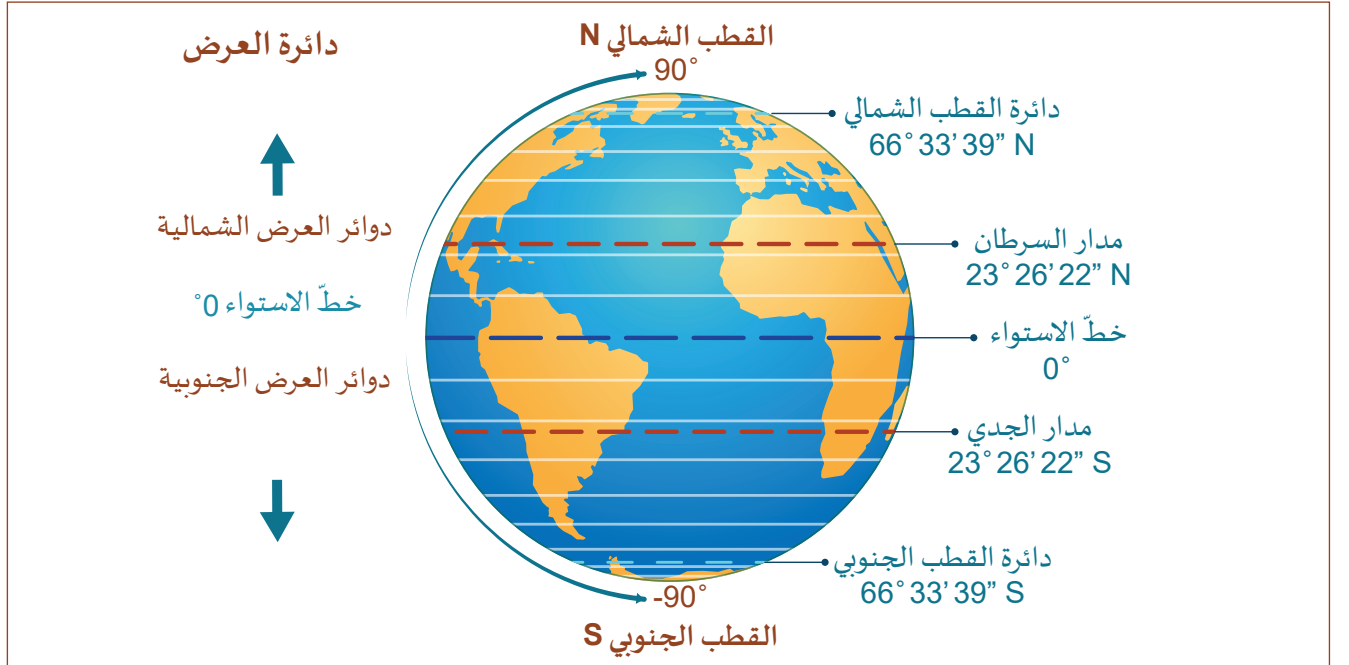 دائرة العرض
القطب الشمالي N
90°
دائرة القطب الشمالي
66° 33’ 39” N
دوائر العرض الشمالية
مدار السرطان
23° 26’ 22” N
خطّ الاستواء 0°
خطّ الاستواء
0°
دوائر العرض الجنوبية
مدار الجدي
23° 26’ 22” S
دائرة القطب الجنوبي
66° 33’ 39” S
-90°
القطب الجنوبي S